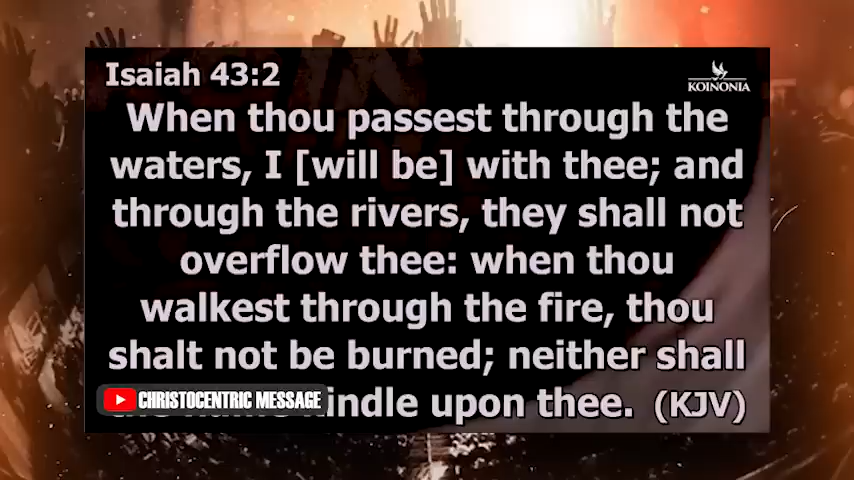 Isaiah 43:2
KOINONIA
When thou passest through the
waters, I [will be] with thee; and
through the rivers, they shall not
overflow thee: when thou
walkest through the fire, thou
shalt not be burned; neither shall
kindle upon thee. (KJV)
CHRISTOCENTRIC MESSAGE